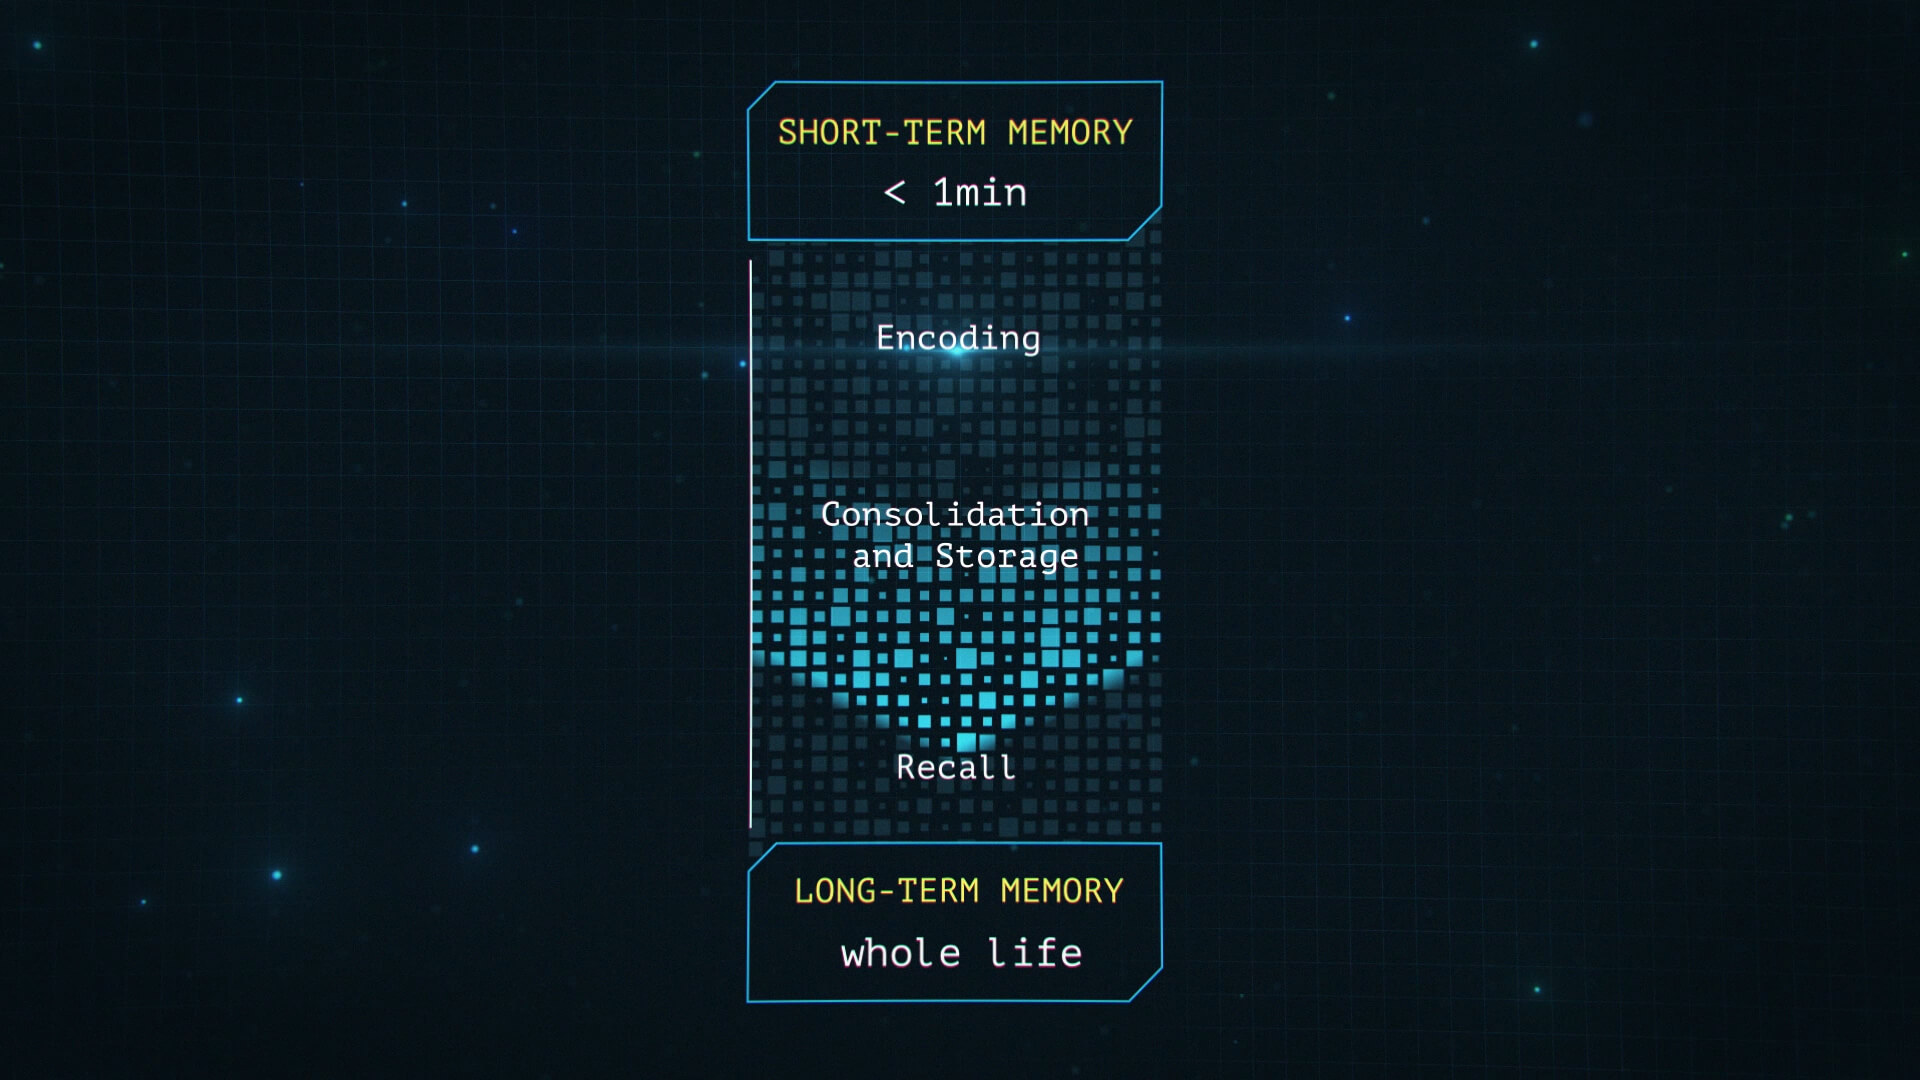 SHORT-TERM MEMORY
< 1min
Encoding
Consolidation
and Storage
Recall
LONG-TERM MEMORY
whole life